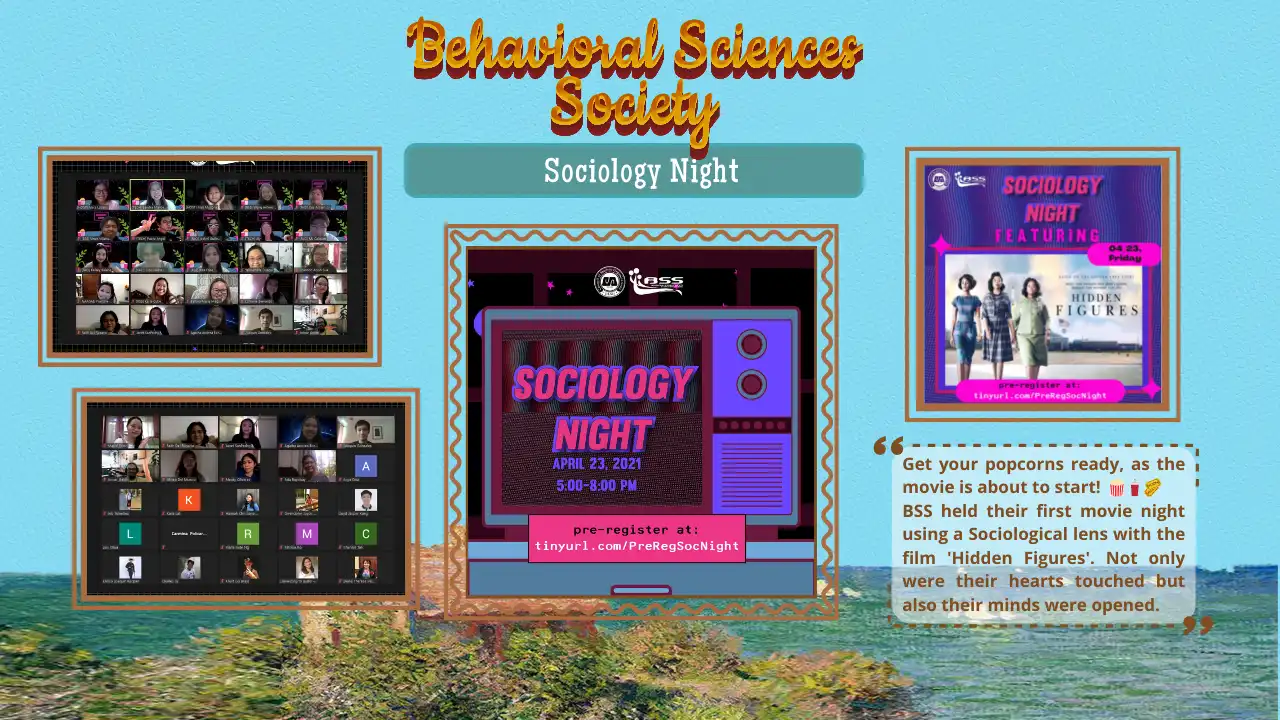 Behavioral Sciences
Society
Sociology Night
BSS
SOCIOLOGY
NIGHT
APRIL 23, 2021
5:00-8:00 PM
pre-register at:
tinyurl.com/PreRegSocNight
A
K
L
R
M
C
BSS
SOCIOLOGY
NIGHT
FEATURING
04 23,
Friday
HIDDEN
FIGURES
pre-register at:
tinyurl.com/PreRegSocNight
“
Get your popcorns ready, as the
movie is about to start! 🍿🥤🎫
BSS held their first movie night
using a Sociological lens with the
film 'Hidden Figures'. Not only
were their hearts touched but
also their minds were opened.
”